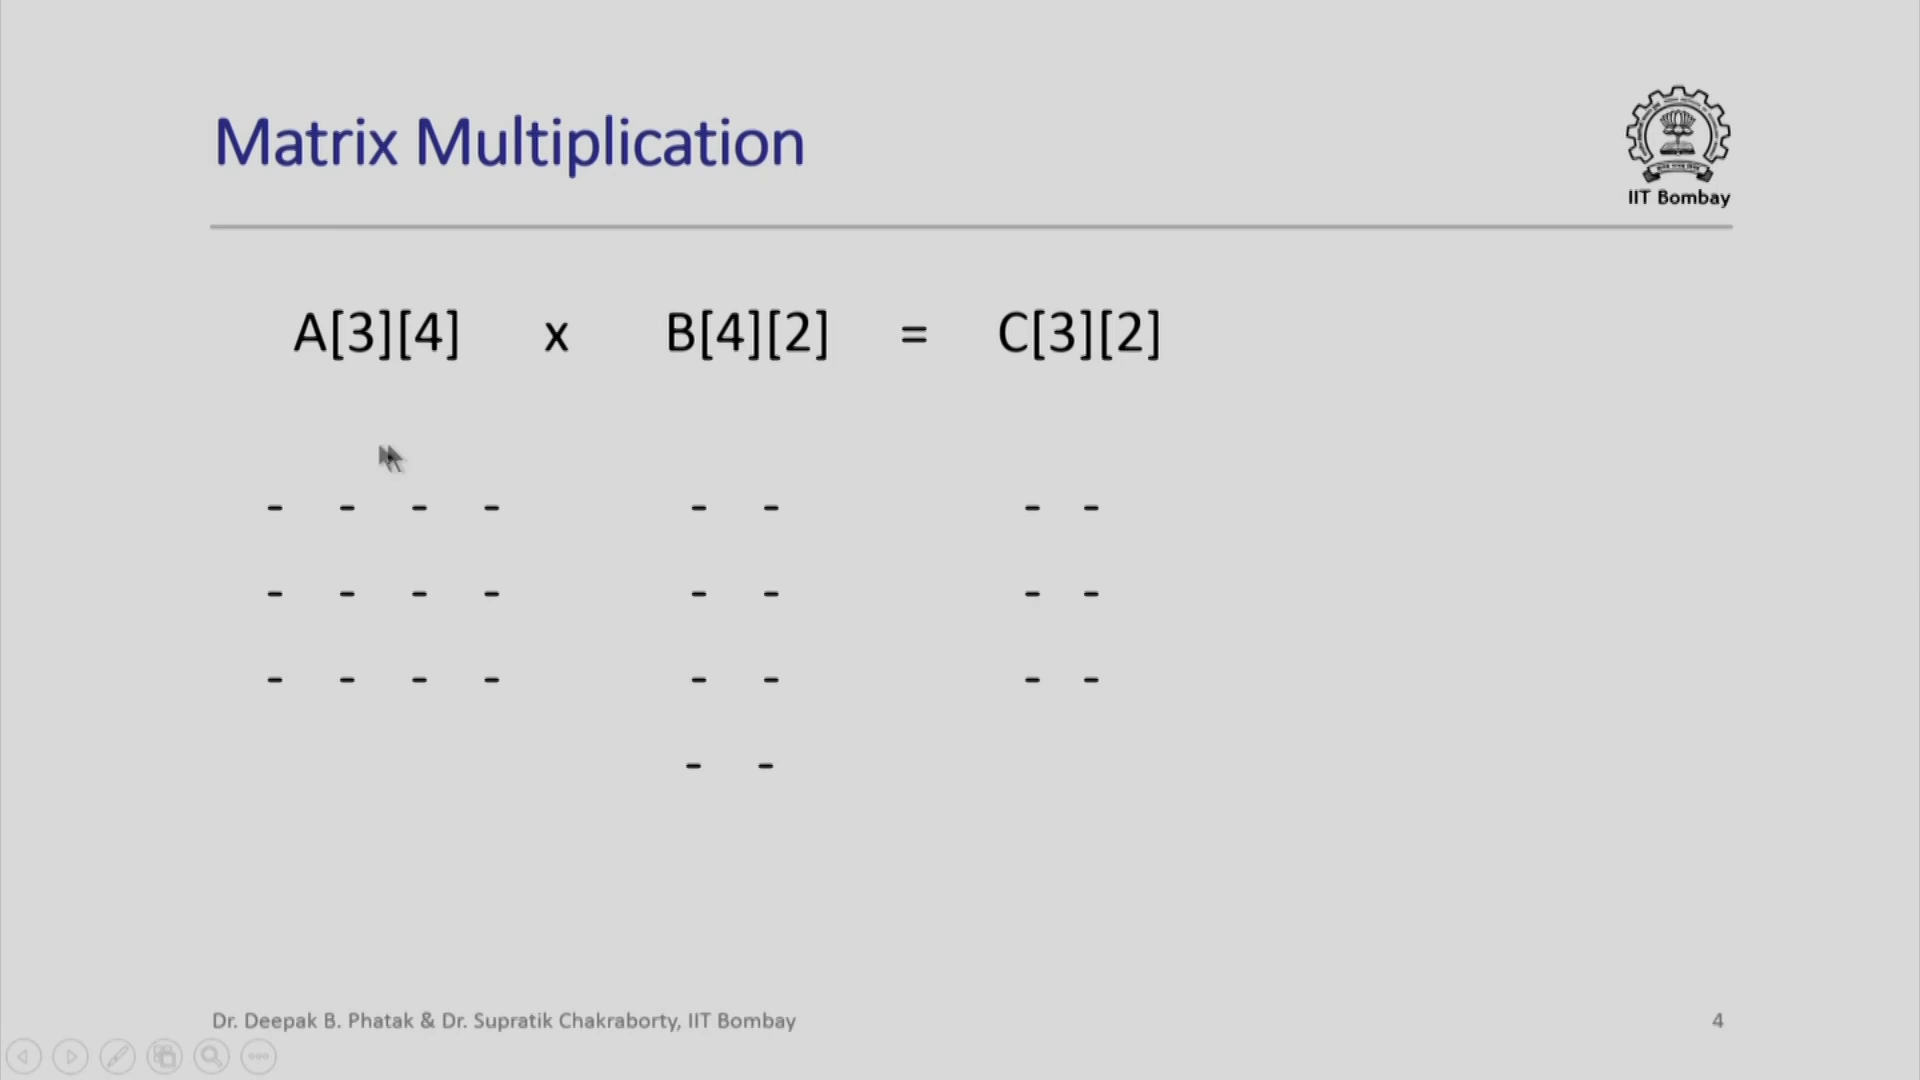 Matrix Multiplication
IIT Bombay
A[3][4] x B[4][2] = C[3][2]
- - - - - - - -
- - - - - - - -
- - - - - - - -
- -
Dr. Deepak B. Phatak & Dr. Supratik Chakraborty, IIT Bombay 4